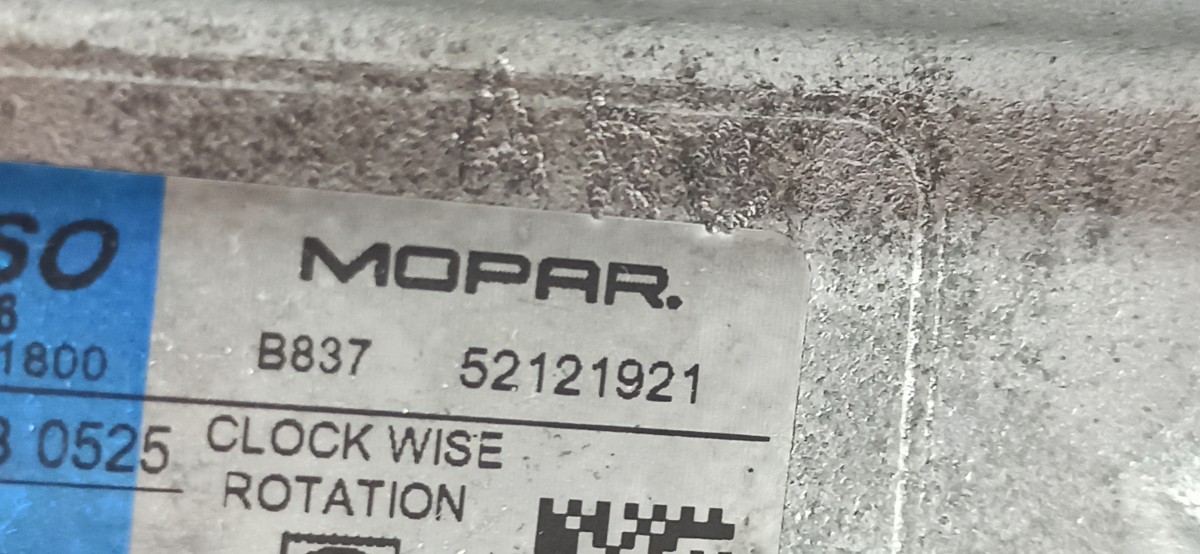 SO MOPAR.
8
1800 B837 52121921
3 0525 CLOCK WISE
ROTATION